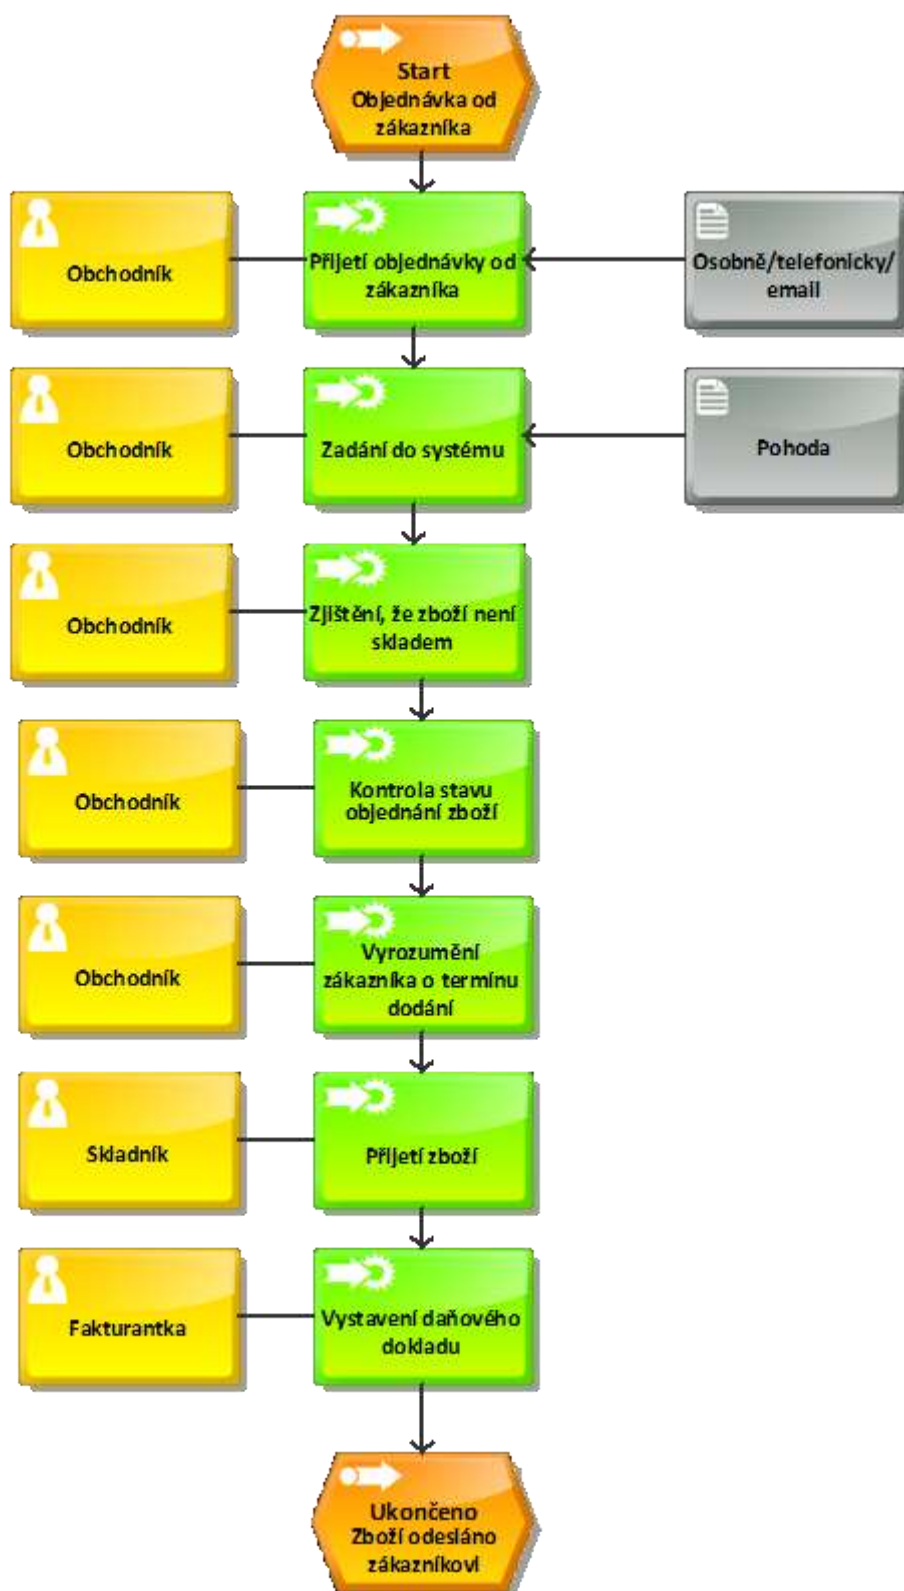 Start
Objednávka od
zákazníka
Obchodník
Přijetí objednávky od
zákazníka
Osobně/telefonicky/
email
Obchodník
Zadání do systému
Pohoda
Obchodník
Zjištění, že zboží není
skladem
Obchodník
Kontrola stavu
objednání zboží
Obchodník
Vyrozumění
zákazníka o termínu
dodání
Skladník
Přijetí zboží
Fakturantka
Vystavení daňového
dokladu
Ukončeno
Zboží odesláno
zákazníkovi